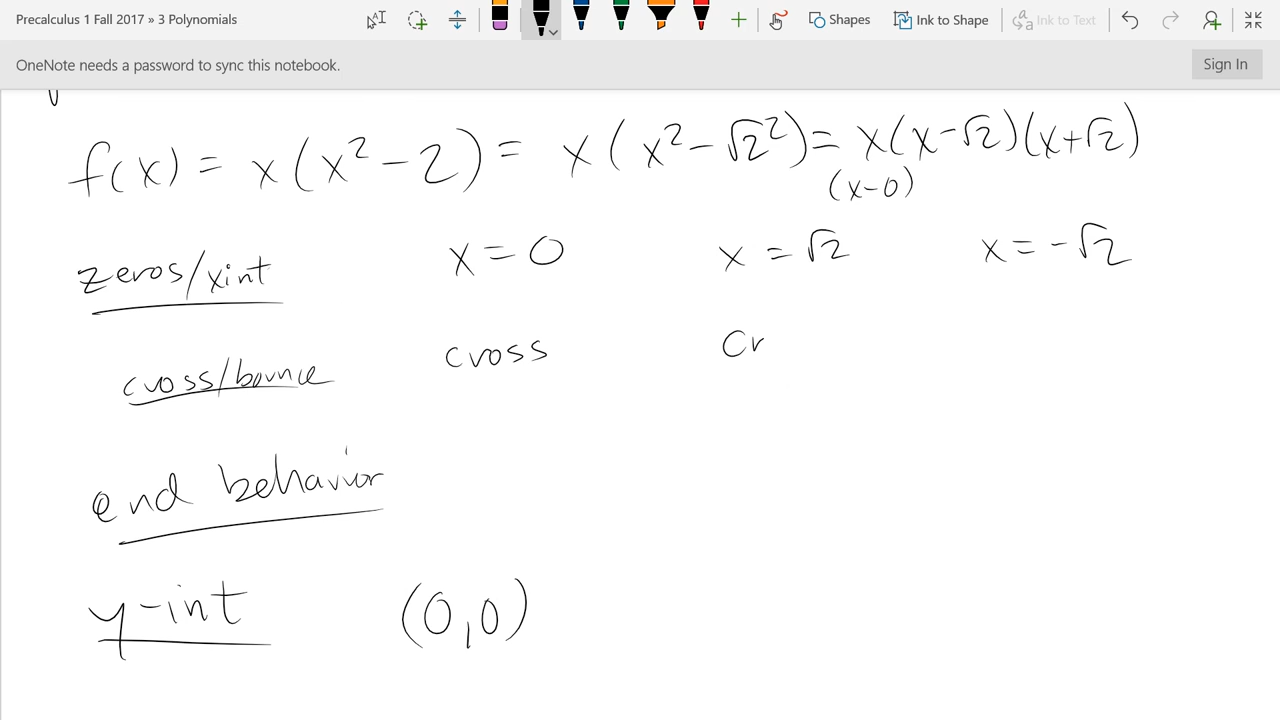 Precalculus 1 Fall 2017 » 3 Polynomials
Shapes
Ink to Shape
Ink to Text
OneNote needs a password to sync this notebook.
Sign In
f(x) = x(x²-2) = x(x²-√2²) = x(x-√2)(x+√2)
(x-0)
zeros/xint x=0 x=√2 x=-√2
cross/bounce cross Cr
end behavior
y-int (0,0)